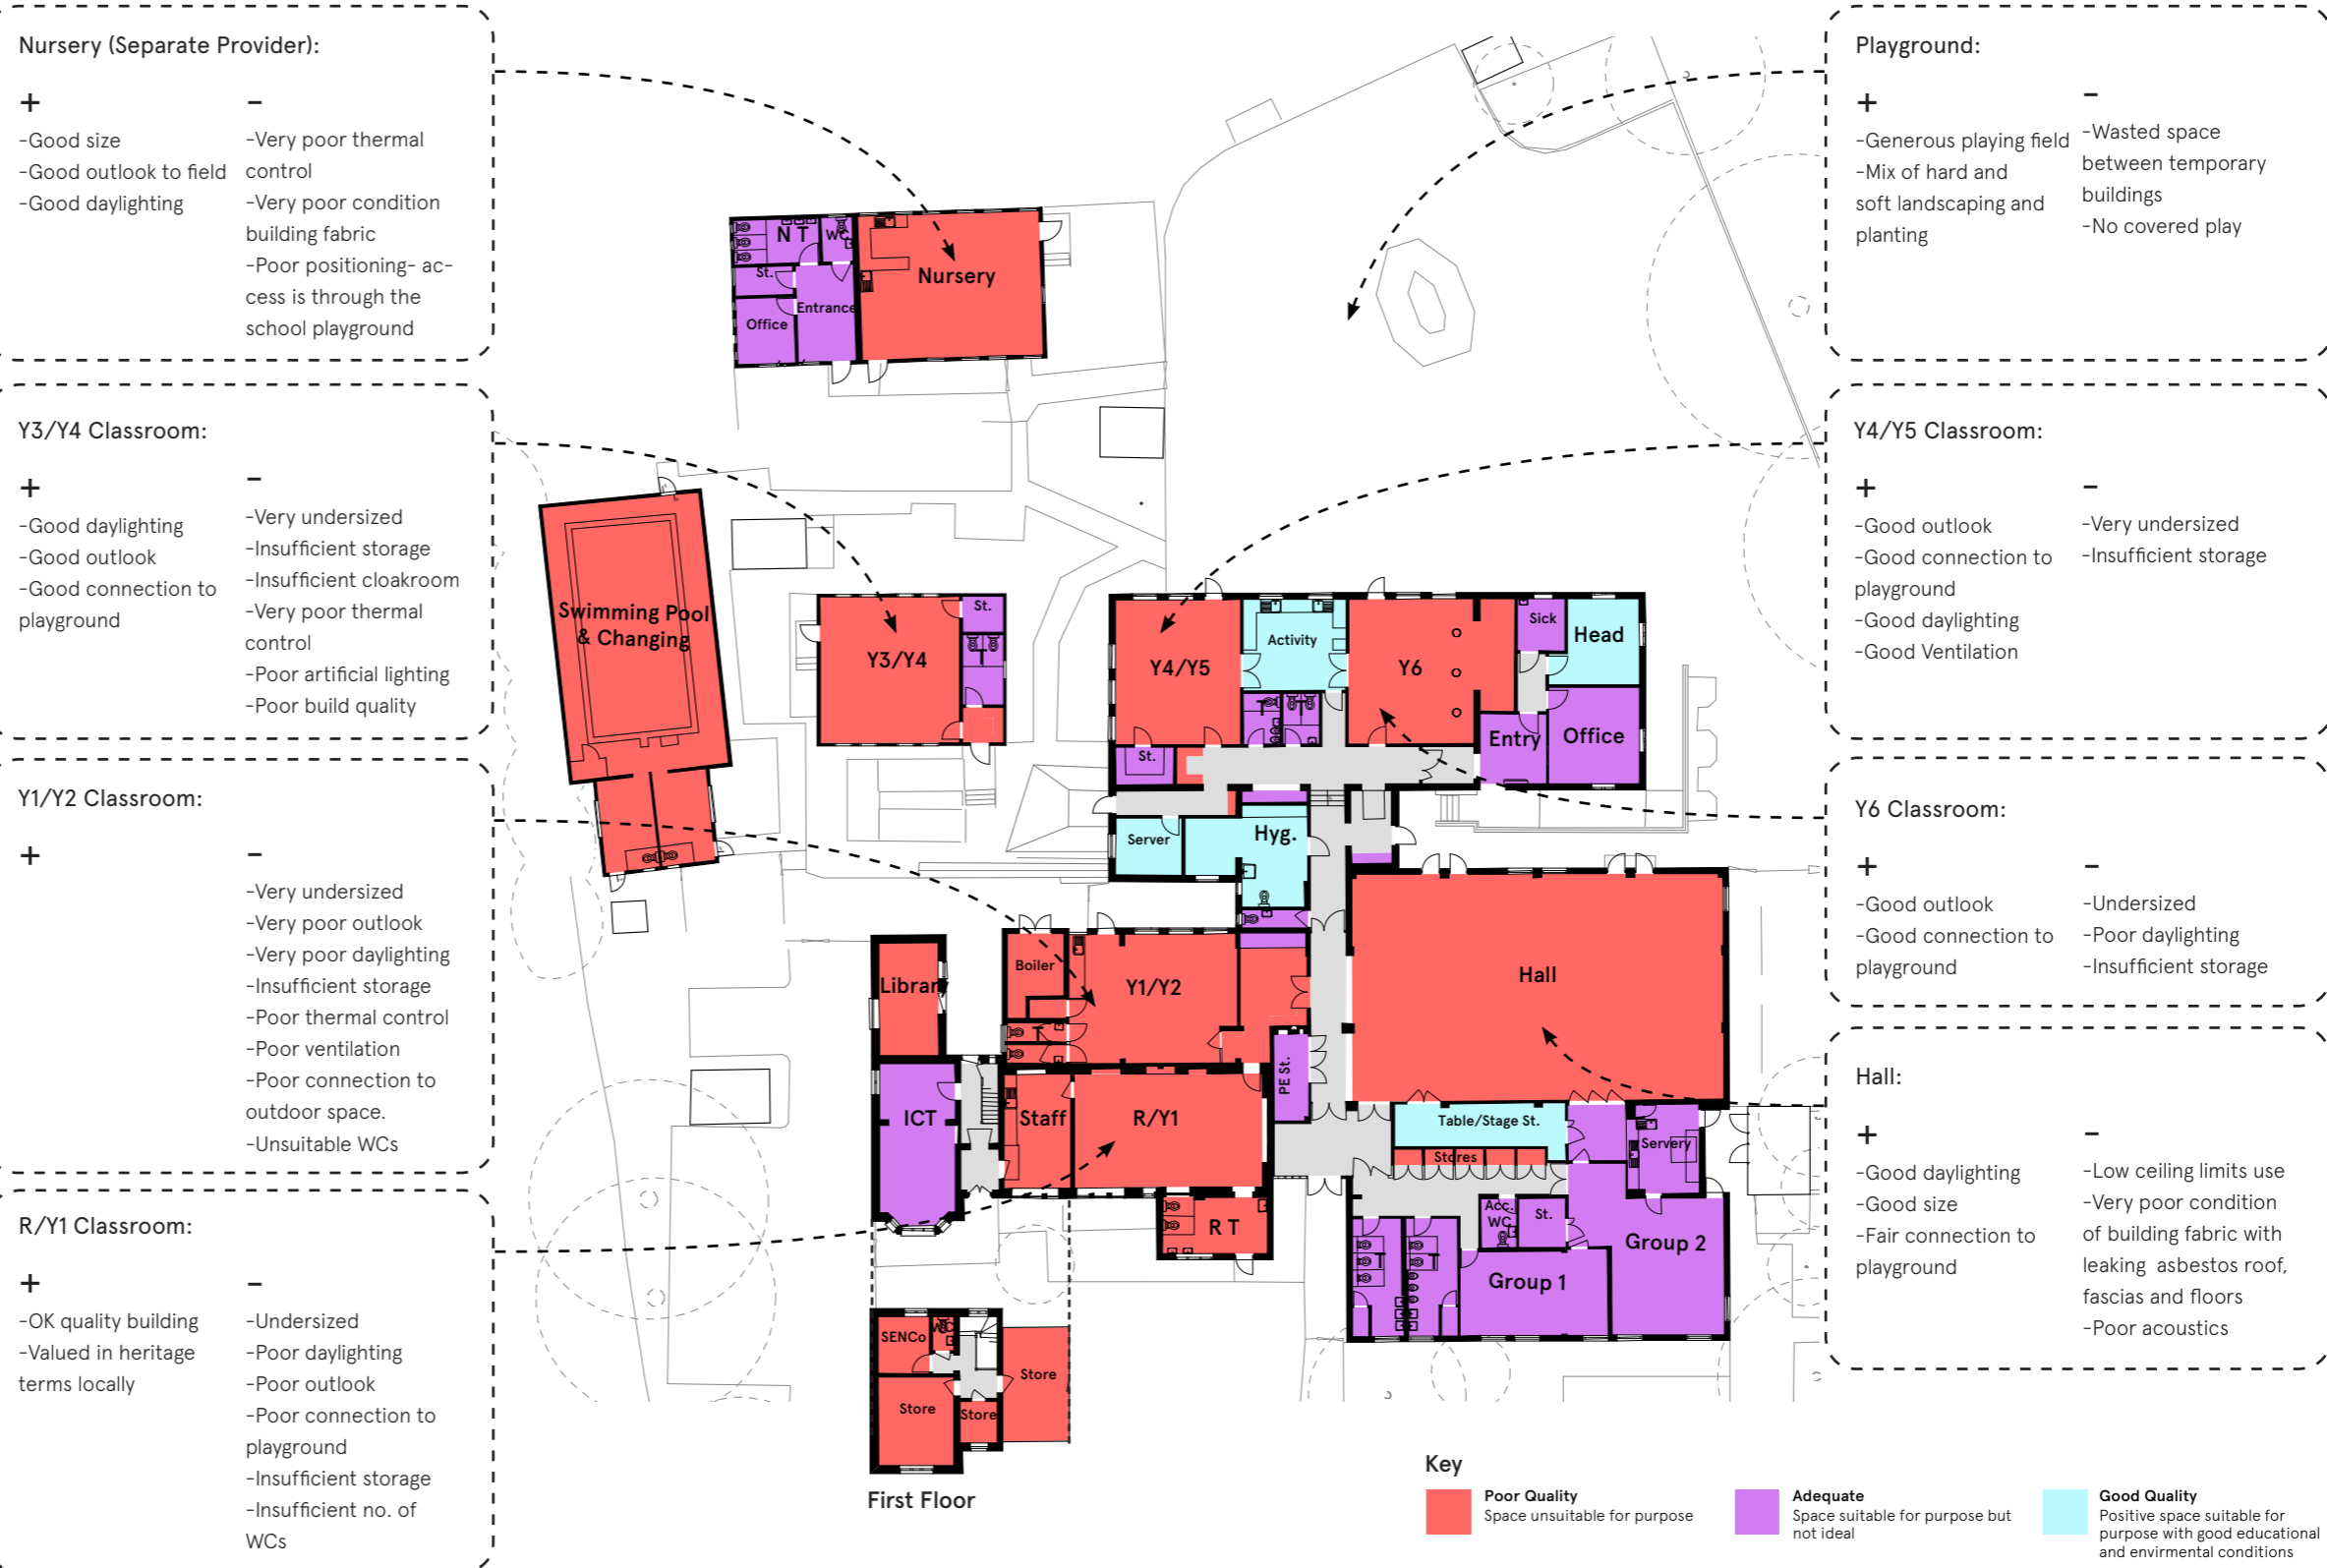 Nursery (Separate Provider):
+
-Good size
-Good outlook to field
-Good daylighting
-
-Very poor thermal
control
-Very poor condition
building fabric
-Poor positioning- ac-
cess is through the
school playground
Y3/Y4 Classroom:
+
-Good daylighting
-Good outlook
-Good connection to
playground
-
-Very undersized
-Insufficient storage
-Insufficient cloakroom
-Very poor thermal
control
-Poor artificial lighting
-Poor build quality
Y1/Y2 Classroom:
+
-
-Very undersized
-Very poor outlook
-Very poor daylighting
-Insufficient storage
-Poor thermal control
-Poor ventilation
-Poor connection to
outdoor space.
-Unsuitable WCs
R/Y1 Classroom:
+
-OK quality building
-Valued in heritage
terms locally
-
-Undersized
-Poor daylighting
-Poor outlook
-Poor connection to
playground
-Insufficient storage
-Insufficient no. of
WCs
N T
WC
St.
Office
Entrance
Nursery
Swimming Pool
& Changing
Y3/Y4
St.
T
Y4/Y5
Activity
Y6
Sick
Head
T
T
St.
Entry
Office
Server
Hyg.
Library
Boiler
Y1/Y2
Hall
T
ICT
Staff
R/Y1
PE St.
Table/Stage St.
Stores
Servery
R T
T
T
Acc.
WC
St.
Group 1
Group 2
SENCo
WC
Store
Store
Store
First Floor
Playground:
+
-Generous playing field
-Mix of hard and
soft landscaping and
planting
-
-Wasted space
between temporary
buildings
-No covered play
Y4/Y5 Classroom:
+
-Good outlook
-Good connection to
playground
-Good daylighting
-Good Ventilation
-
-Very undersized
-Insufficient storage
Y6 Classroom:
+
-Good outlook
-Good connection to
playground
-
-Undersized
-Poor daylighting
-Insufficient storage
Hall:
+
-Good daylighting
-Good size
-Fair connection to
playground
-
-Low ceiling limits use
-Very poor condition
of building fabric with
leaking asbestos roof,
fascias and floors
-Poor acoustics
Key
Poor Quality
Space unsuitable for purpose
Adequate
Space suitable for purpose but
not ideal
Good Quality
Positive space suitable for
purpose with good educational
and envirmental conditions